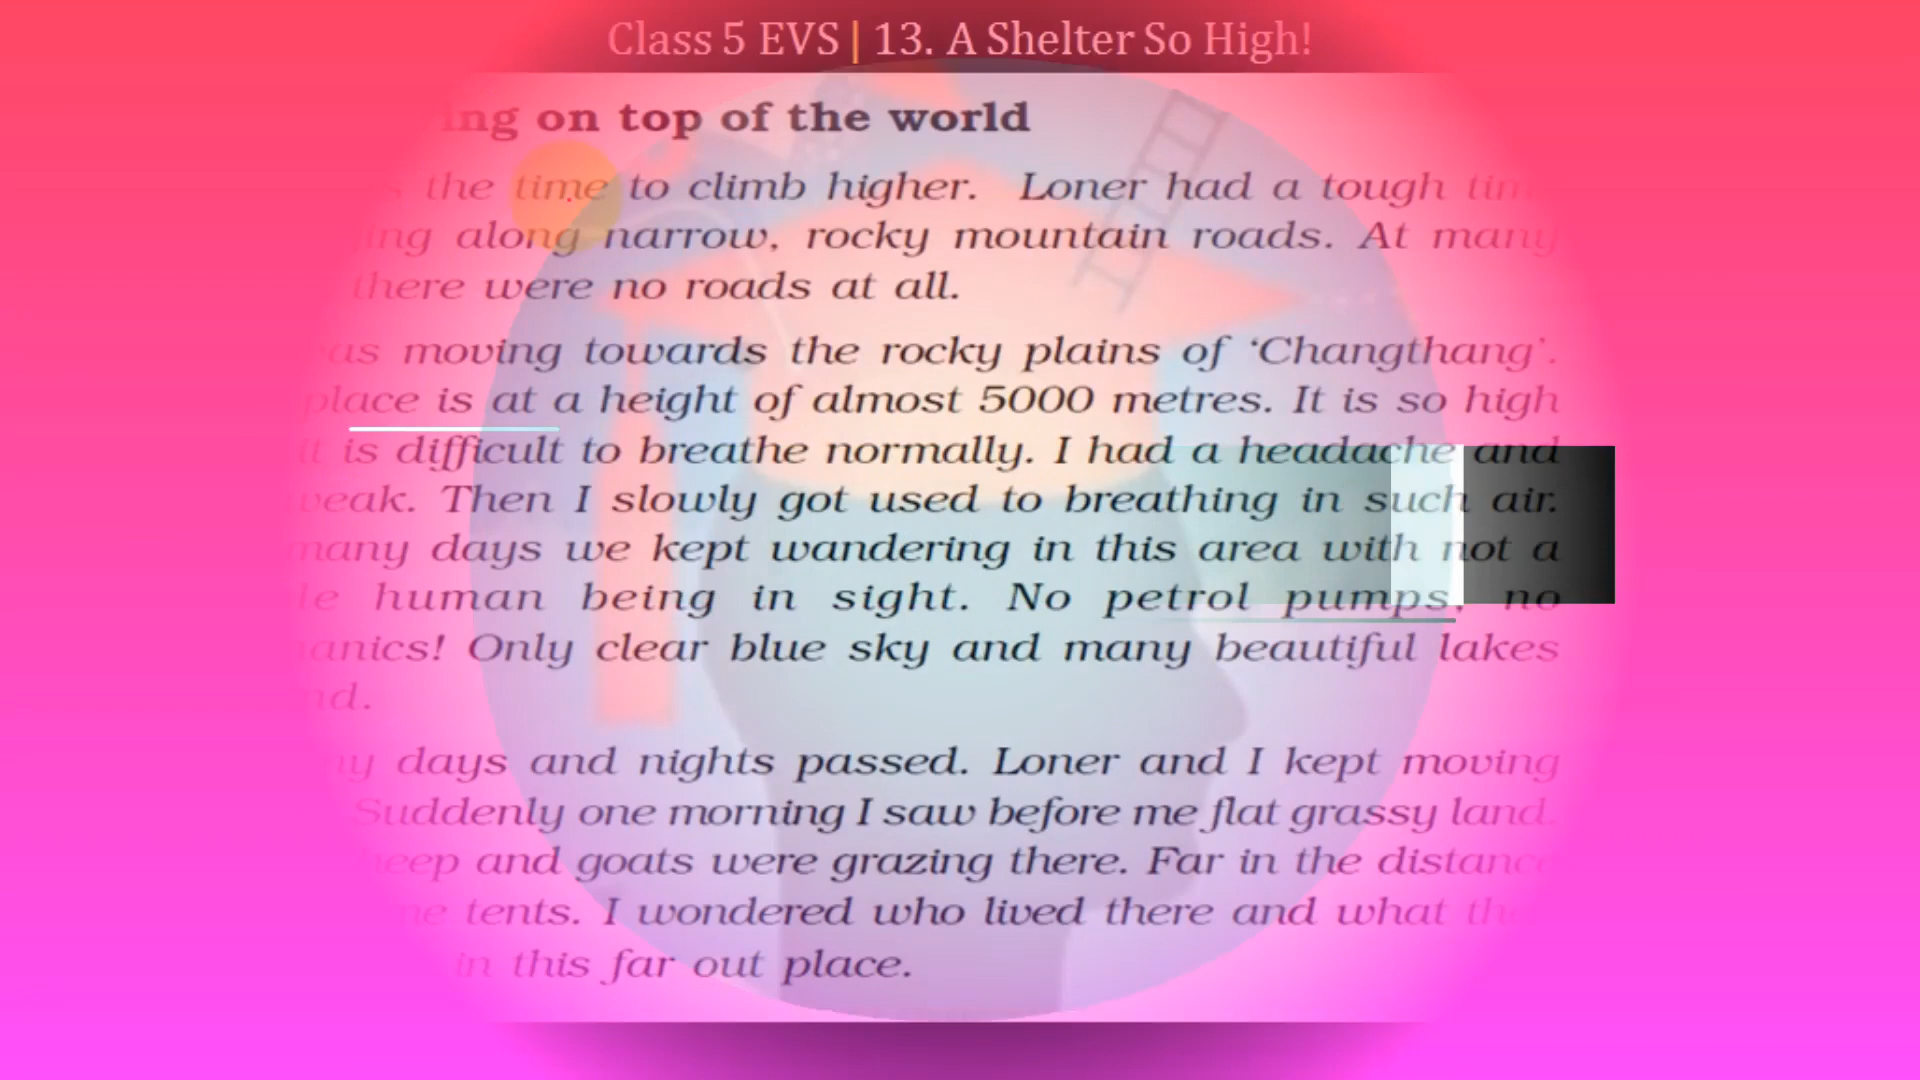 Class 5 EVS | 13. A Shelter So High!
on top of the world
the time to climb higher. Loner had a tough
along narrow, rocky mountain roads. At many
there were no roads at all.
moving towards the rocky plains of ‘Changthang’.
place is at a height of almost 5000 metres. It is so high
it is difficult to breathe normally. I had a headache and
Then I slowly got used to breathing in such air.
many days we kept wandering in this area with not a
human being in sight. No petrol pumps, no
Only clear blue sky and many beautiful lakes
days and nights passed. Loner and I kept moving
Suddenly one morning I saw before me flat grassy land.
and goats were grazing there. Far in the distance
tents. I wondered who lived there and what
in this far out place.